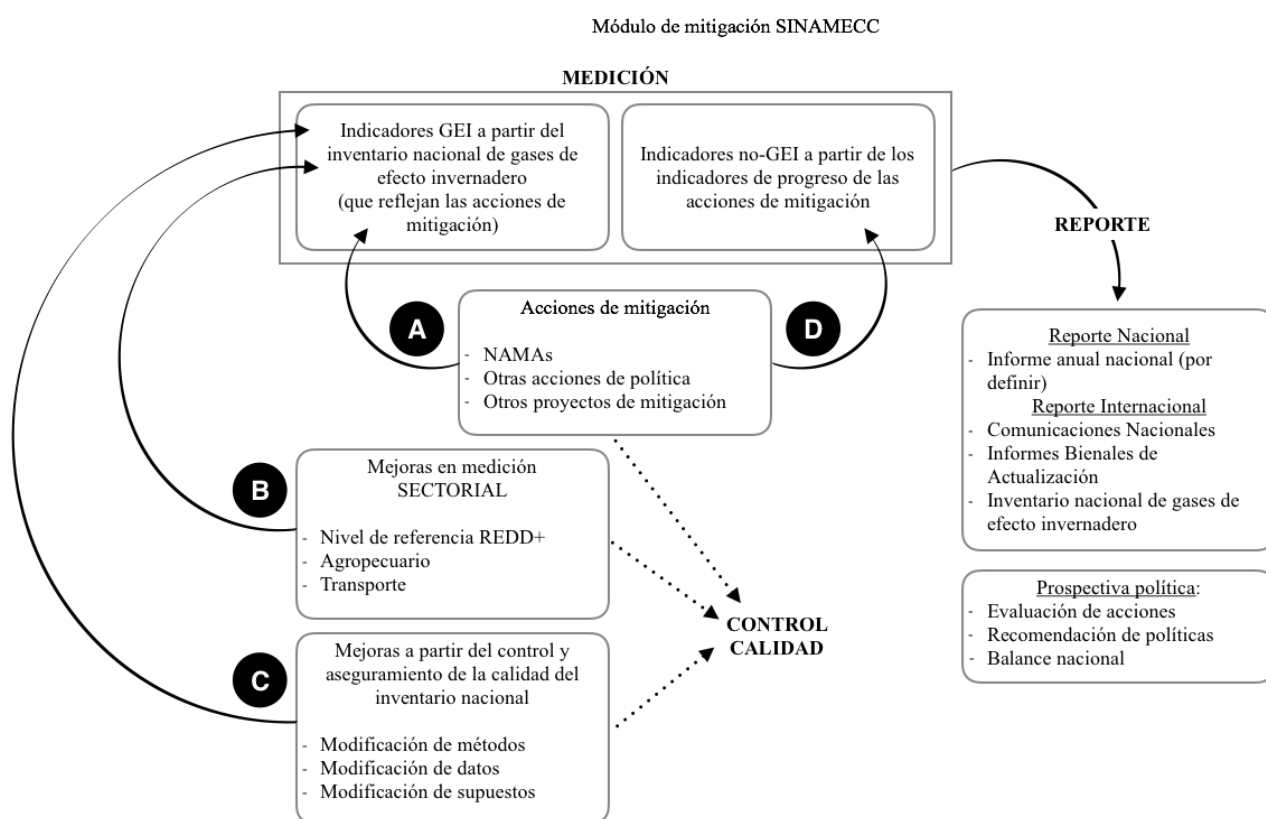 Módulo de mitigación SINAMECC
MEDICIÓN
Indicadores GEI a partir del
inventario nacional de gases de
efecto invernadero
(que reflejan las acciones de
mitigación)
Indicadores no-GEI a partir de los
indicadores de progreso de las
acciones de mitigación
REPORTE
A
Acciones de mitigación
- NAMAs
- Otras acciones de política
- Otros proyectos de mitigación
D
Reporte Nacional
- Informe anual nacional (por
definir)
Reporte Internacional
- Comunicaciones Nacionales
- Informes Bienales de
Actualización
- Inventario nacional de gases de
efecto invernadero
B
Mejoras en medición
SECTORIAL
- Nivel de referencia REDD+
- Agropecuario
- Transporte
CONTROL
CALIDAD
Prospectiva política:
- Evaluación de acciones
- Recomendación de políticas
- Balance nacional
C
Mejoras a partir del control y
aseguramiento de la calidad del
inventario nacional
- Modificación de métodos
- Modificación de datos
- Modificación de supuestos